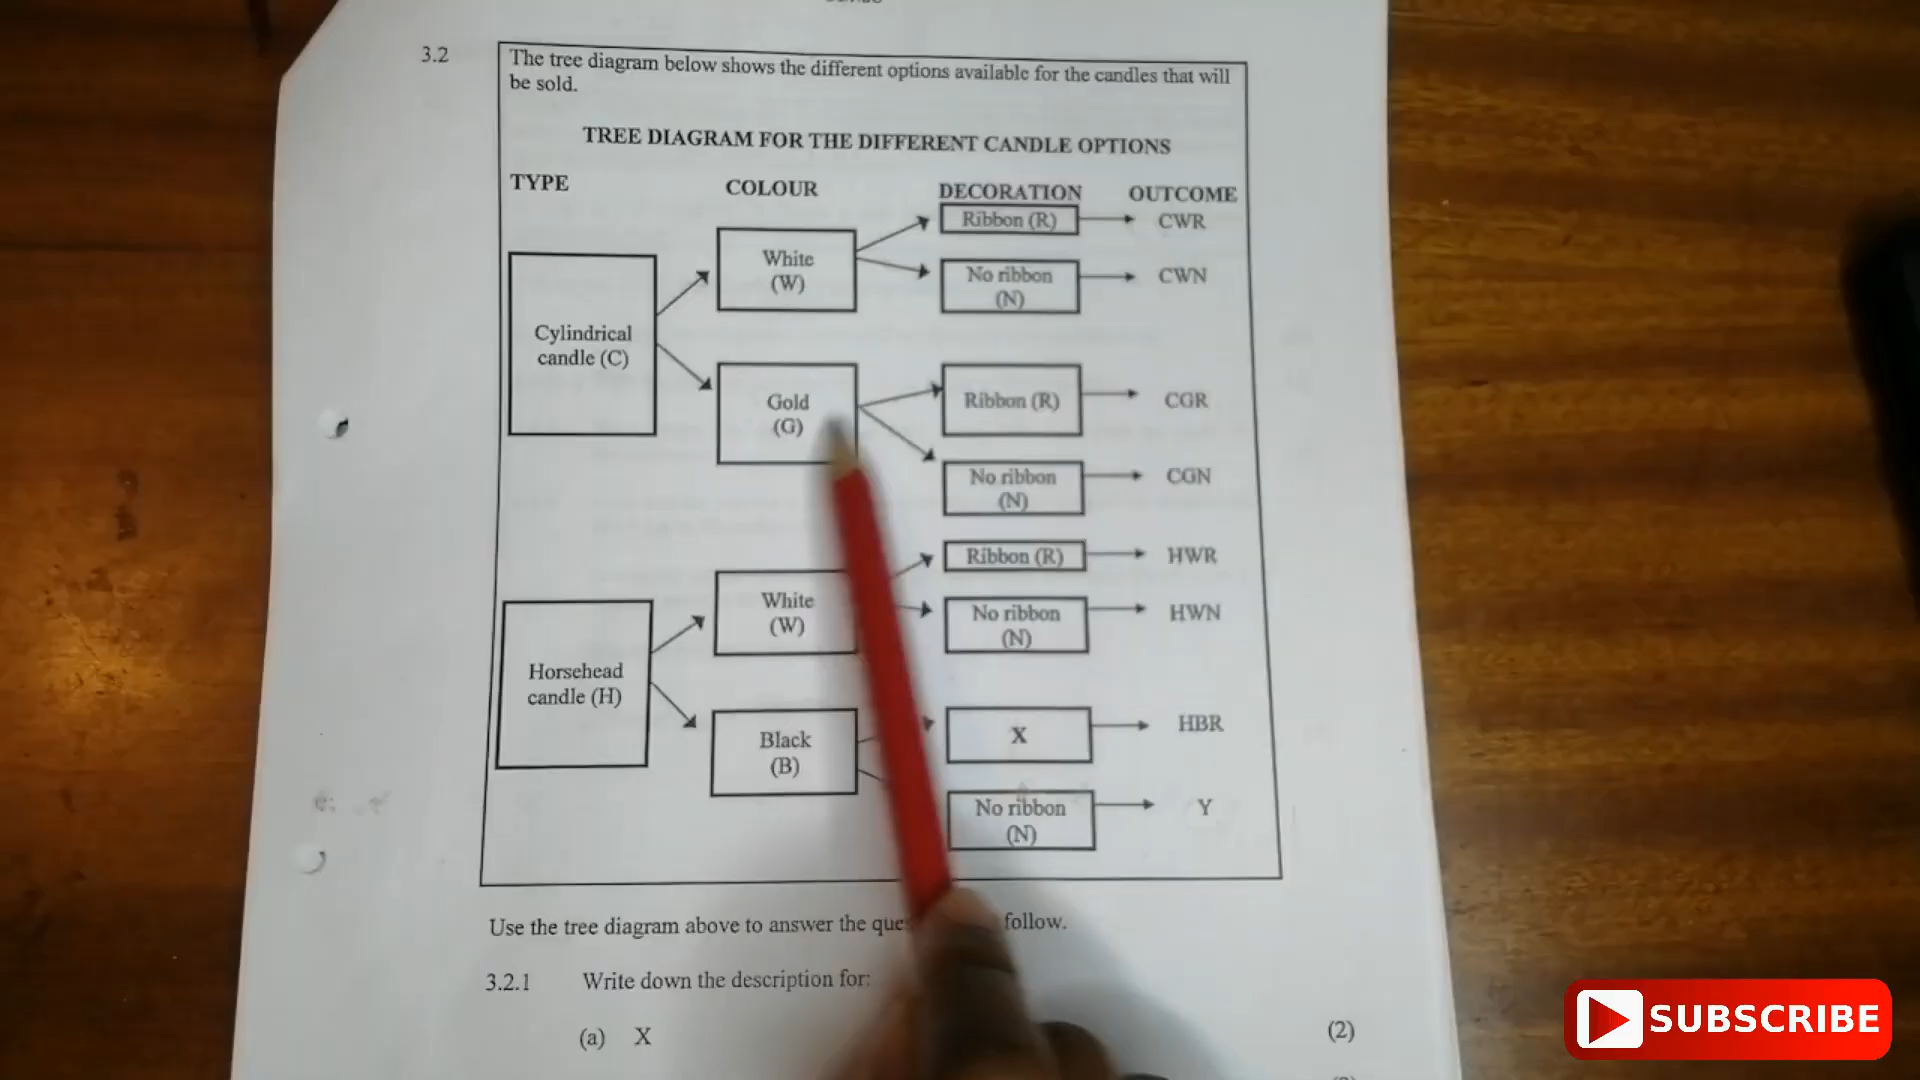 3.2
The tree diagram below shows the different options available for the candles that will
be sold.
TREE DIAGRAM FOR THE DIFFERENT CANDLE OPTIONS
TYPE
COLOUR
DECORATION
OUTCOME
Cylindrical
candle (C)
White
(W)
Ribbon (R)
CWR
No ribbon
(N)
CWN
Gold
(G)
Ribbon (R)
CGR
No ribbon
(N)
CGN
Horsehead
candle (H)
White
(W)
Ribbon (R)
HWR
No ribbon
(N)
HWN
Black
(B)
X
HBR
No ribbon
(N)
Y
Use the tree diagram above to answer the follow.
3.2.1 Write down the description for:
(a) X (2)
SUBSCRIBE